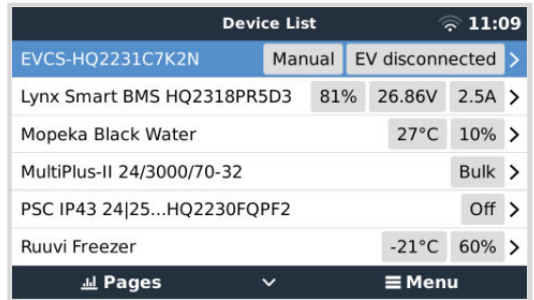 Device List 11:09
EVCS-HQ2231C7K2N Manual EV disconnected
Lynx Smart BMS HQ2318PR5D3 81% 26.86V 2.5A
Mopeka Black Water 27°C 10%
MultiPlus-II 24/3000/70-32 Bulk
PSC IP43 24|25...HQ2230FQPF2 Off
Ruuvi Freezer -21°C 60%
Pages Menu